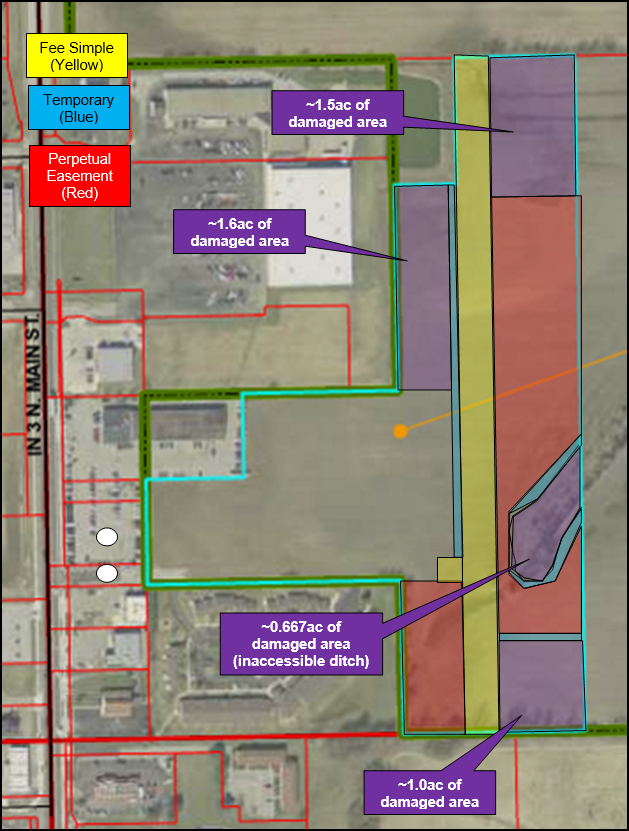 Fee Simple
(Yellow)
Temporary
(Blue)
Perpetual
Easement
(Red)
~1.5ac of
damaged area
~1.6ac of
damaged area
IN 3 N. MAIN ST.
~0.667ac of
damaged area
(inaccessible ditch)
~1.0ac of
damaged area